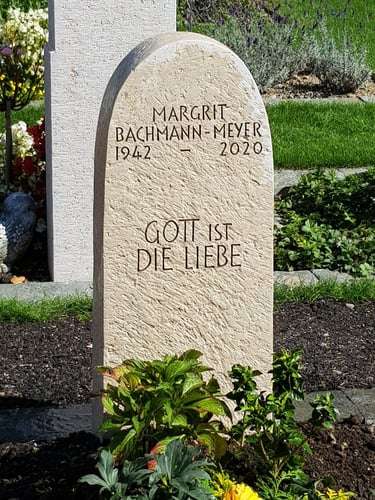 MARGRIT
BACHMANN-MEYER
1942 – 2020
GOTT IST
DIE LIEBE